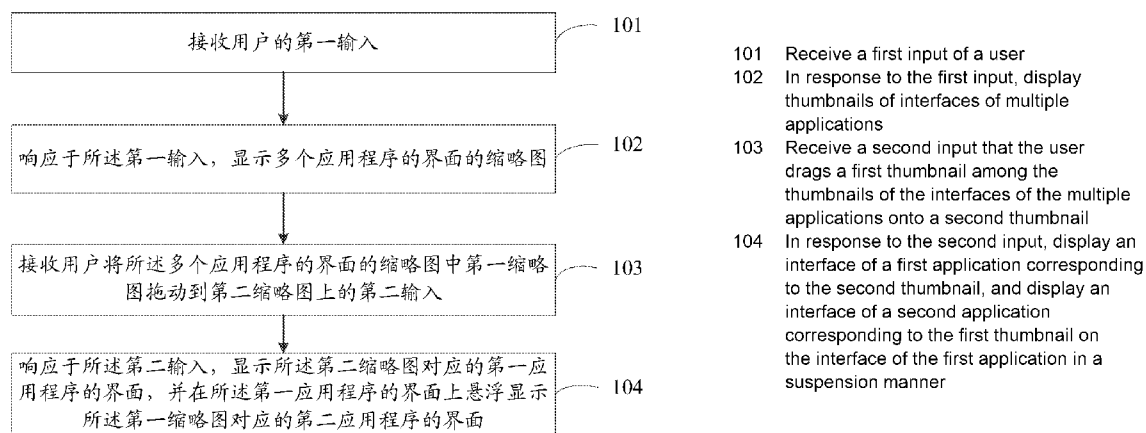 接收用户的第一输入
101
响应于所述第一输入，显示多个应用程序的界面的缩略图
102
接收用户将所述多个应用程序的界面的缩略图中第一缩略
图拖动到第二缩略图上的第二输入
103
响应于所述第二输入，显示所述第二缩略图对应的第一应
用程序的界面，并在所述第一应用程序的界面上悬浮显示
所述第一缩略图对应的第二应用程序的界面
104
101 Receive a first input of a user
102 In response to the first input, display
thumbnails of interfaces of multiple
applications
103 Receive a second input that the user
drags a first thumbnail among the
thumbnails of the interfaces of the multiple
applications onto a second thumbnail
104 In response to the second input, display an
interface of a first application corresponding
to the second thumbnail, and display an
interface of a second application
corresponding to the first thumbnail on
the interface of the first application in a
suspension manner